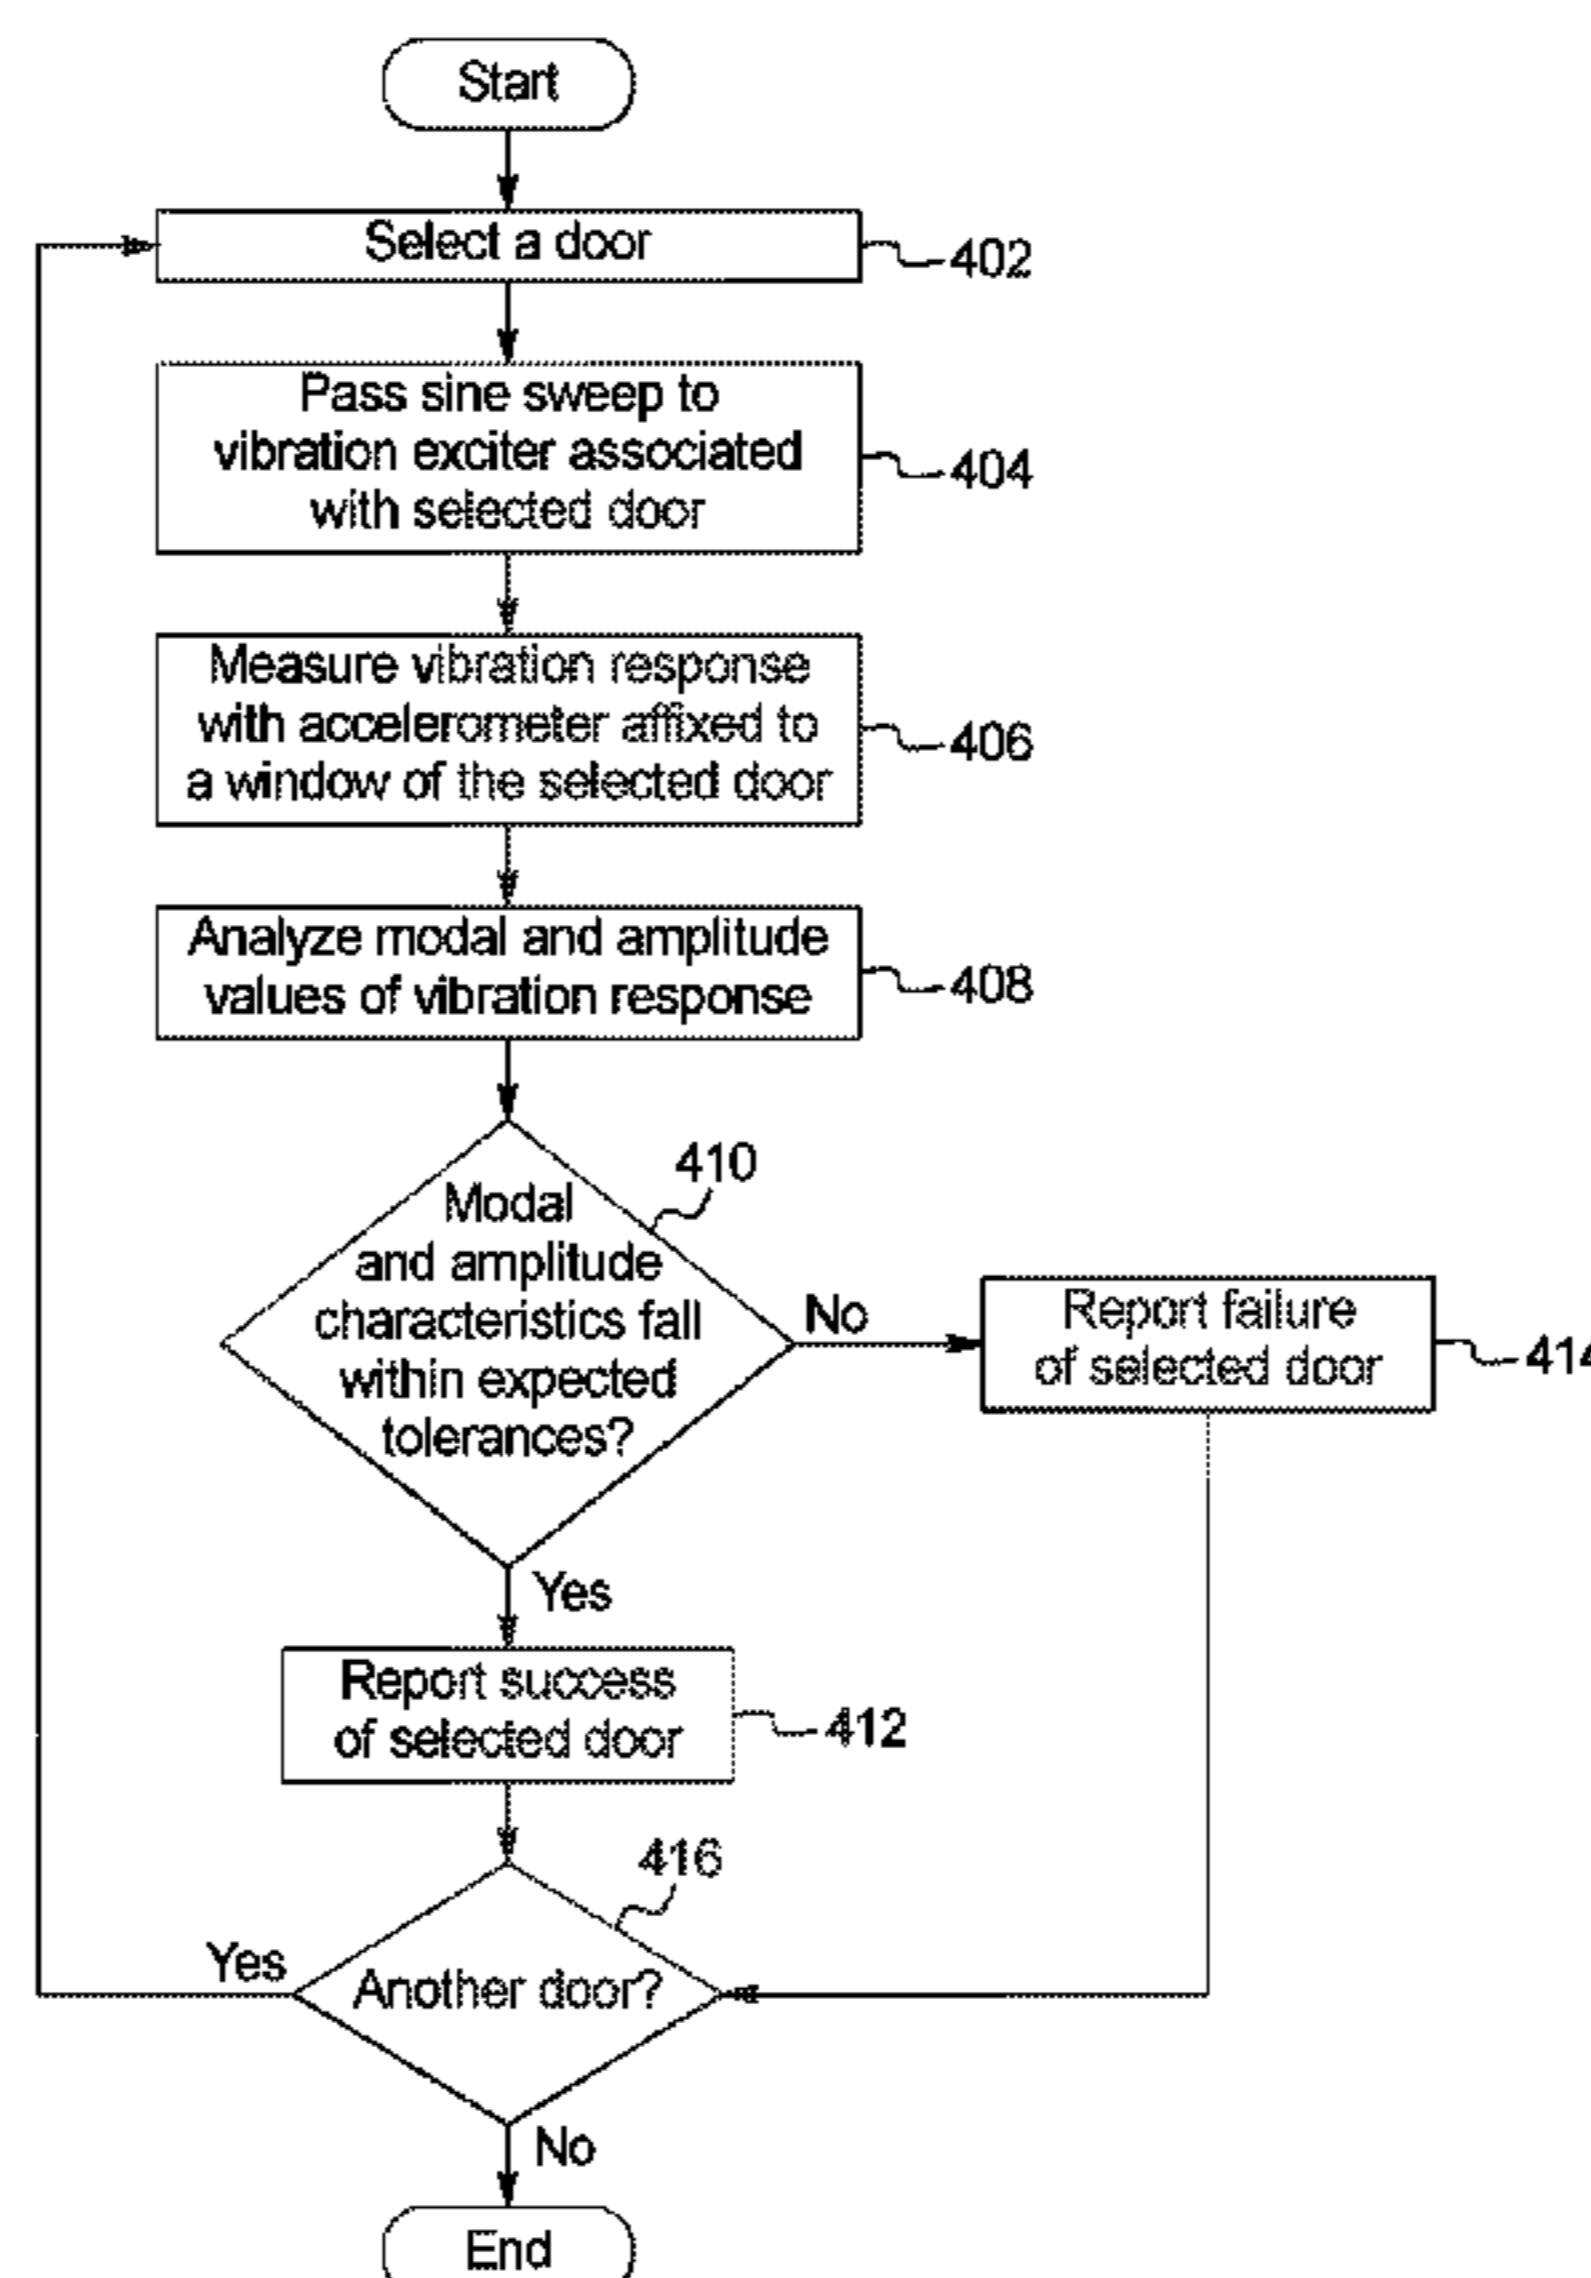 Start
Select a door
402
Pass sine sweep to
vibration exciter associated
with selected door
404
Measure vibration response
with accelerometer affixed to
a window of the selected door
406
Analyze modal and amplitude
values of vibration response
408
410
Modal
and amplitude
characteristics fall
within expected
tolerances?
No
Report failure
of selected door
414
Yes
Report success
of selected door
412
416
Yes
Another door?
No
End